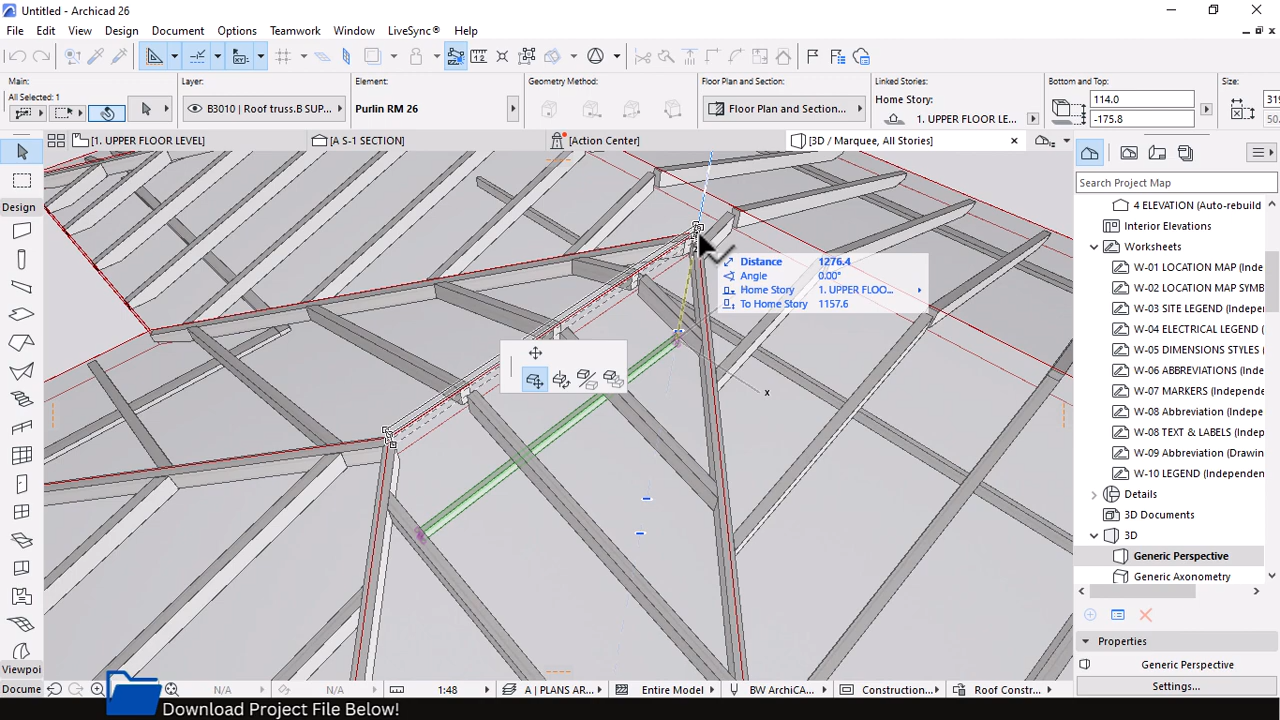 Untitled - Archicad 26
File Edit View Design Document Options Teamwork Window LiveSync® Help
Main:
All Selected: 1
Layer:
B3010 | Roof truss.B SUP...
Element:
Purlin RM 26
Geometry Method:
Floor Plan and Section:
Floor Plan and Section...
Linked Stories:
Home Story:
1. UPPER FLOOR LE...
Bottom and Top:
114.0
-175.8
Size:
[1. UPPER FLOOR LEVEL]
[A S-1 SECTION]
[Action Center]
[3D / Marquee, All Stories]
Search Project Map
Design
4 ELEVATION (Auto-rebuild
Interior Elevations
Worksheets
W-01 LOCATION MAP (Inde
W-02 LOCATION MAP SYMB
W-03 SITE LEGEND (Indepe
W-04 ELECTRICAL LEGEND (
W-05 DIMENSIONS STYLES (
W-06 ABBREVIATIONS (Inde
W-07 MARKERS (Independe
W-08 Abbreviation (Indepe
W-08 TEXT & LABELS (Indep
W-09 Abbreviation (Drawin
W-10 LEGEND (Independen
Details
3D Documents
3D
Generic Perspective
Generic Axonometry
Distance 1276.4
Angle 0.00°
Home Story 1. UPPER FLOO...
To Home Story 1157.6
x
Properties
Generic Perspective
Settings...
Viewpoi
Docume
N/A
N/A
1:48
A | PLANS AR...
Entire Model
BW ArchiCA...
Construction...
Roof Constr...
Download Project File Below!